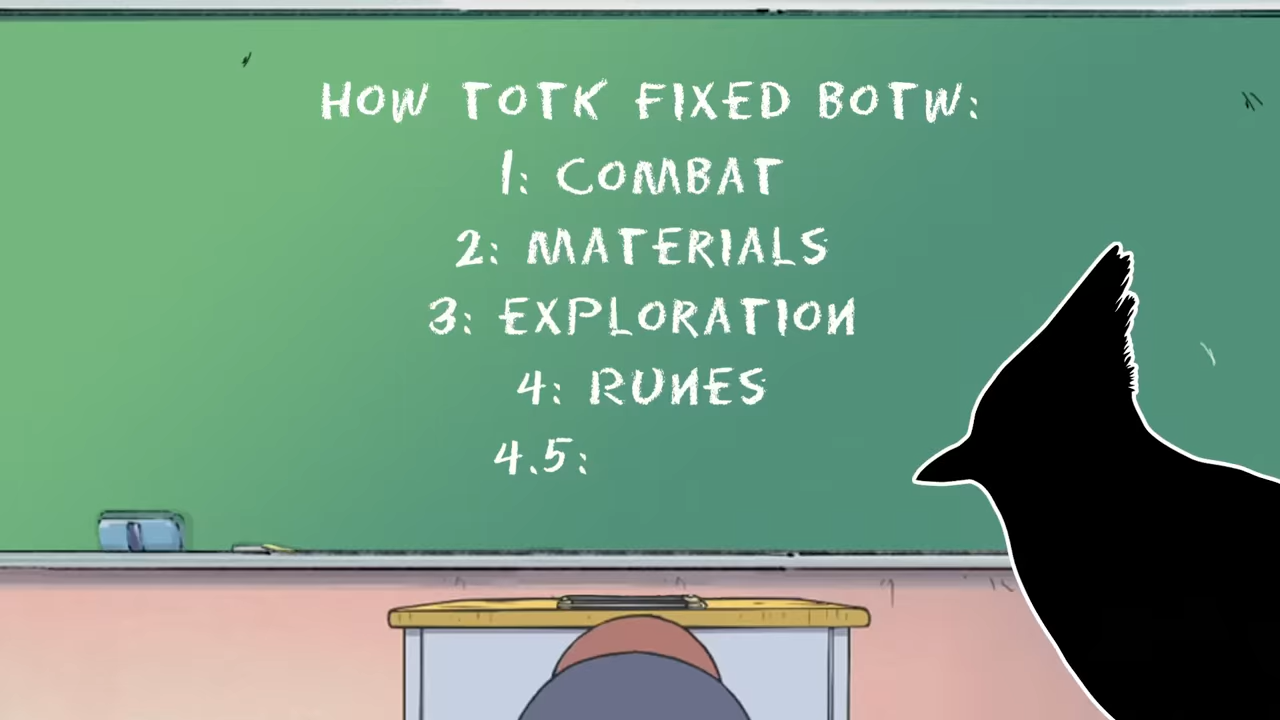 HOW TOTK FIXED BOTW:
1: COMBAT
2: MATERIALS
3: EXPLORATION
4: RUNES
4.5: